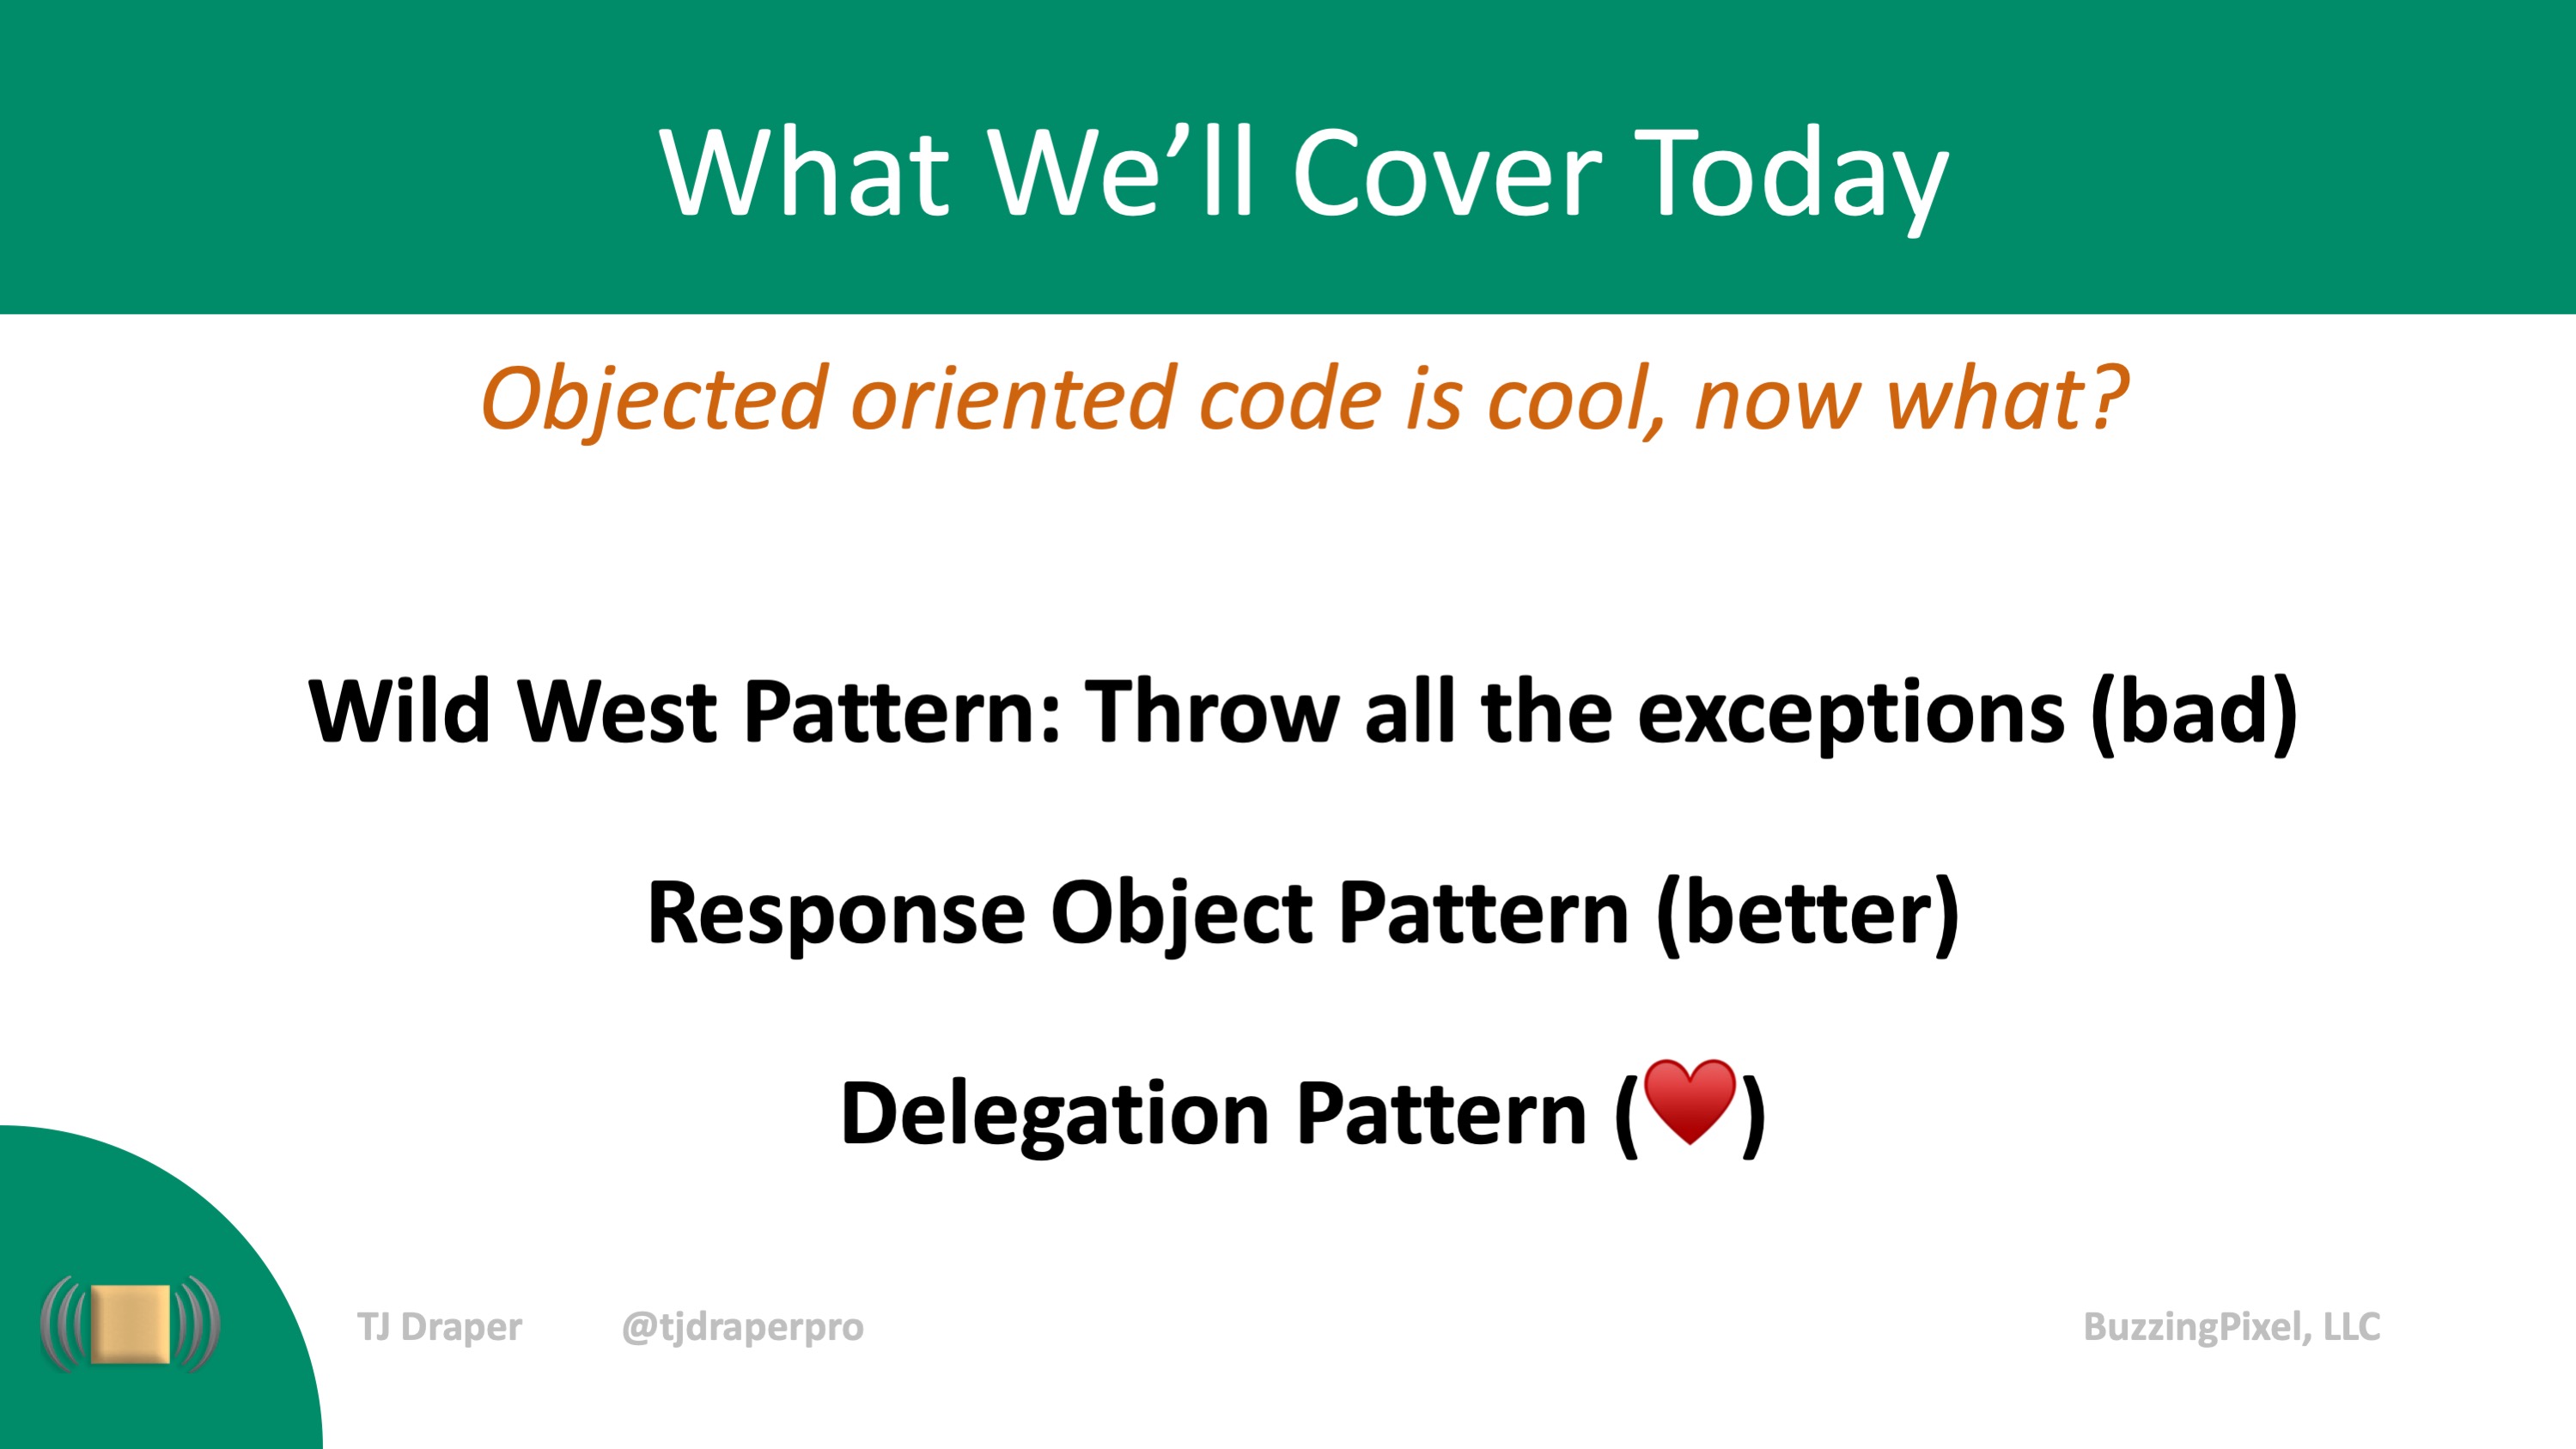 What We’ll Cover Today
Objected oriented code is cool, now what?
Wild West Pattern: Throw all the exceptions (bad)
Response Object Pattern (better)
Delegation Pattern (♥)
TJ Draper @tjdraperpro BuzzingPixel, LLC